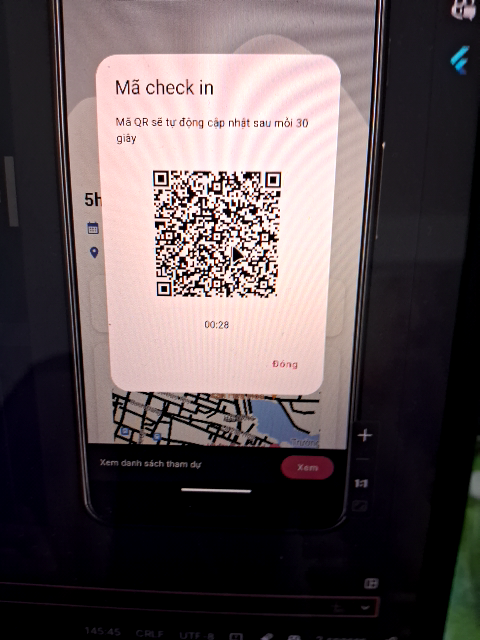 Mã check in
Mã QR sẽ tự động cập nhật sau mỗi 30
giây
5h
00:28
Đóng
Trương
Xem danh sách tham dự
Xem
1:1
145:45 CRLF UTF-8